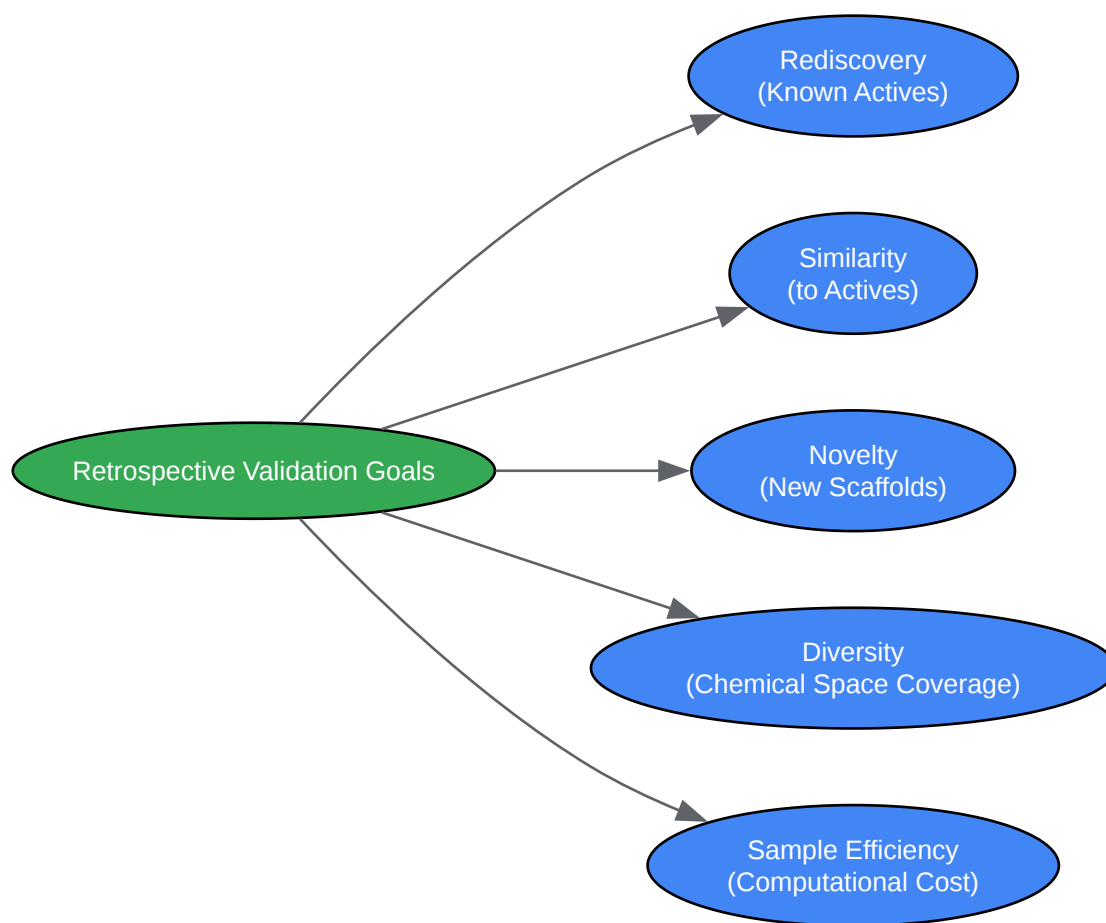 Rediscovery
(Known Actives)
Similarity
(to Actives)
Retrospective Validation Goals
Novelty
(New Scaffolds)
Diversity
(Chemical Space Coverage)
Sample Efficiency
(Computational Cost)